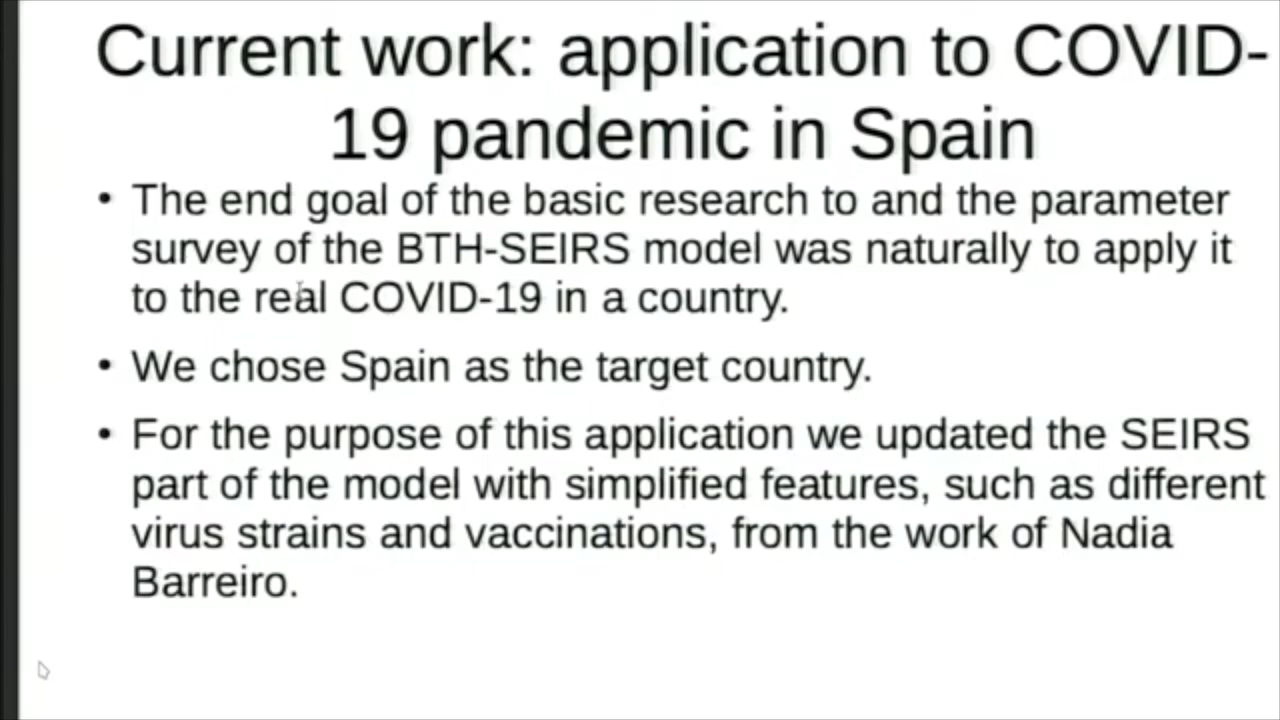 Current work: application to COVID-
19 pandemic in Spain
• The end goal of the basic research to and the parameter
survey of the BTH-SEIRS model was naturally to apply it
to the real COVID-19 in a country.
• We chose Spain as the target country.
• For the purpose of this application we updated the SEIRS
part of the model with simplified features, such as different
virus strains and vaccinations, from the work of Nadia
Barreiro.